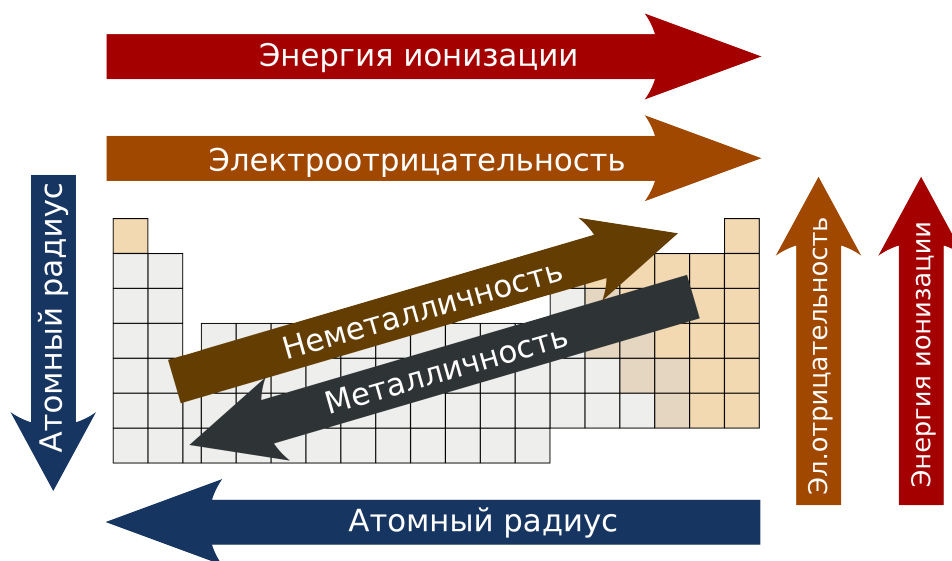 Энергия ионизации
Электроотрицательность
Атомный радиус
Неметалличность
Металличность
Эл.отрицательность
Энергия ионизации
Атомный радиус